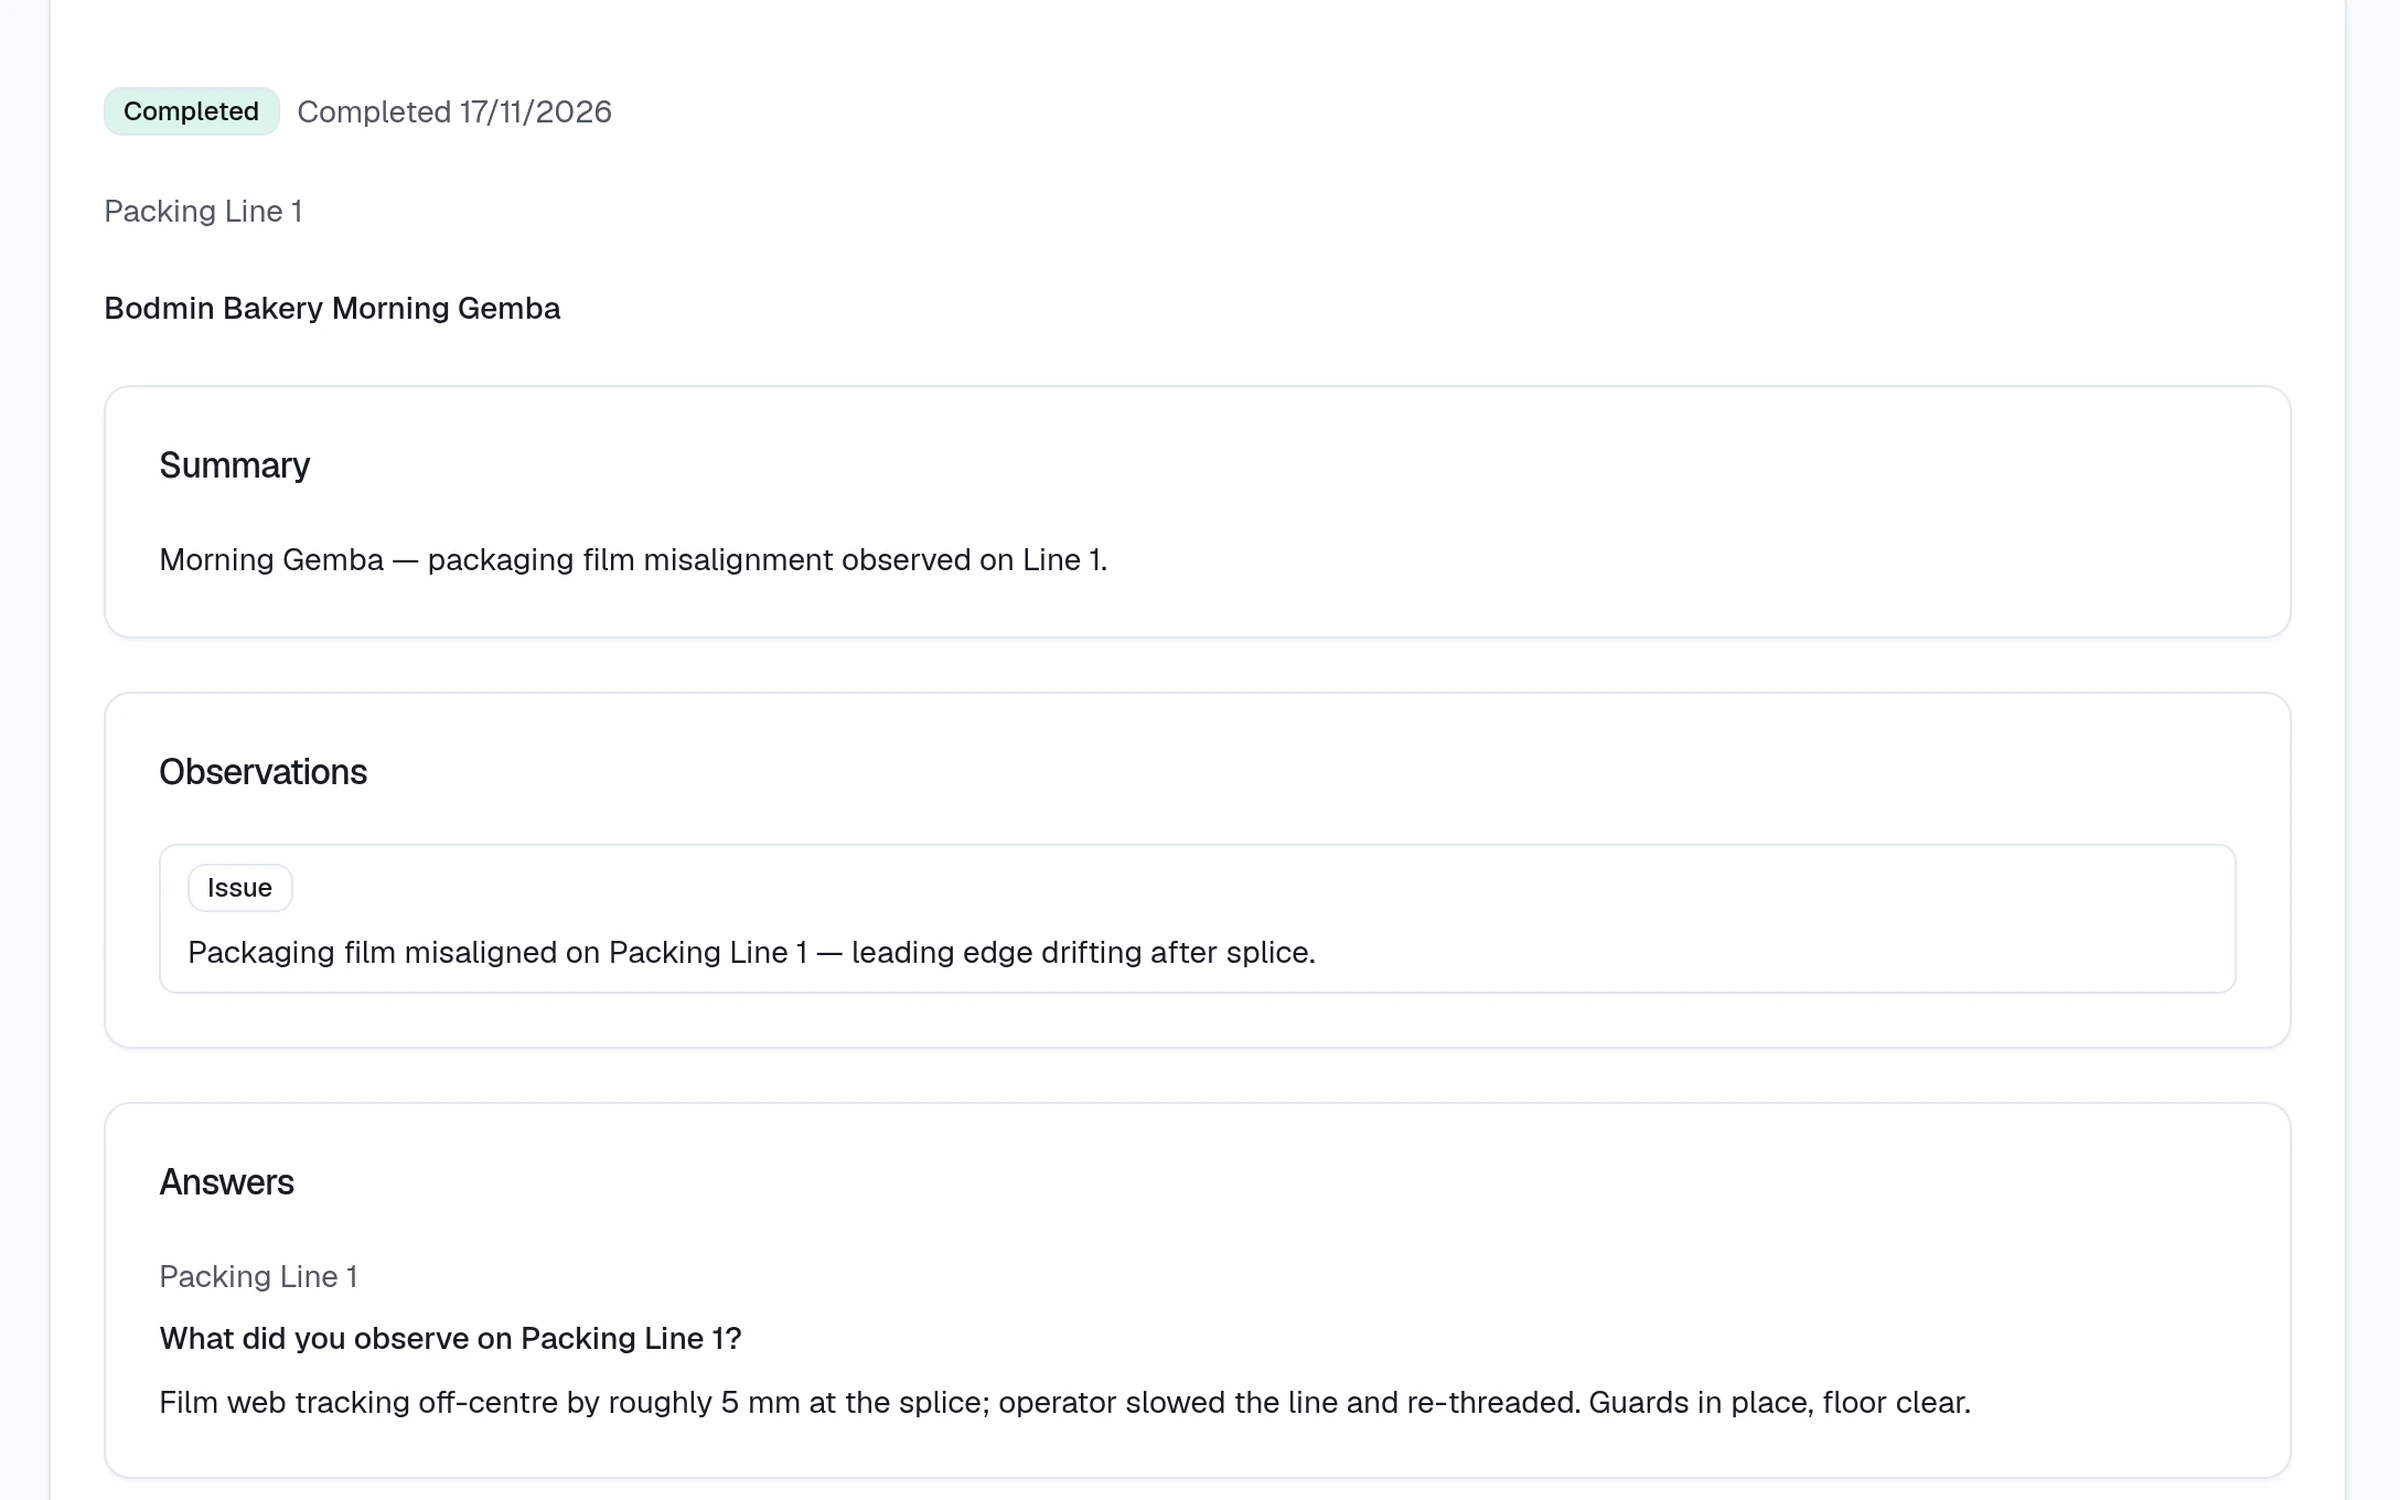 Completed Completed 17/11/2026
Packing Line 1
Bodmin Bakery Morning Gemba
Summary
Morning Gemba — packaging film misalignment observed on Line 1.
Observations
Issue
Packaging film misaligned on Packing Line 1 — leading edge drifting after splice.
Answers
Packing Line 1
What did you observe on Packing Line 1?
Film web tracking off-centre by roughly 5 mm at the splice; operator slowed the line and re-threaded. Guards in place, floor clear.